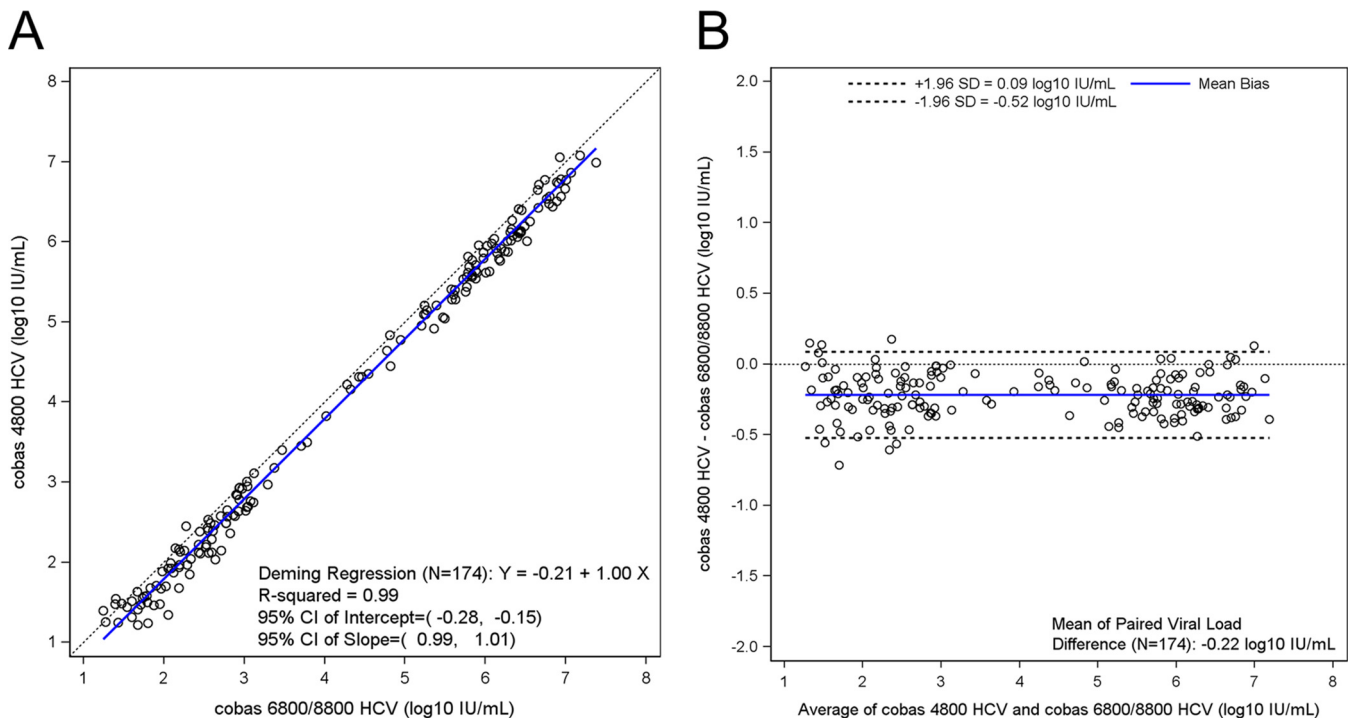 A
8
7
6
5
4
3
2
1
cobas 4800 HCV (log10 IU/mL)
Deming Regression (N=174): Y = -0.21 + 1.00 X
R-squared = 0.99
95% CI of Intercept=( -0.28, -0.15)
95% CI of Slope=( 0.99, 1.01)
1 2 3 4 5 6 7 8
cobas 6800/8800 HCV (log10 IU/mL)
B
+1.96 SD = 0.09 log10 IU/mL
Mean Bias
-1.96 SD = -0.52 log10 IU/mL
2.0
1.5
1.0
0.5
0.0
-0.5
-1.0
-1.5
-2.0
cobas 4800 HCV - cobas 6800/8800 HCV (log10 IU/mL)
Mean of Paired Viral Load
Difference (N=174): -0.22 log10 IU/mL
1 2 3 4 5 6 7 8
Average of cobas 4800 HCV and cobas 6800/8800 HCV (log10 IU/mL)